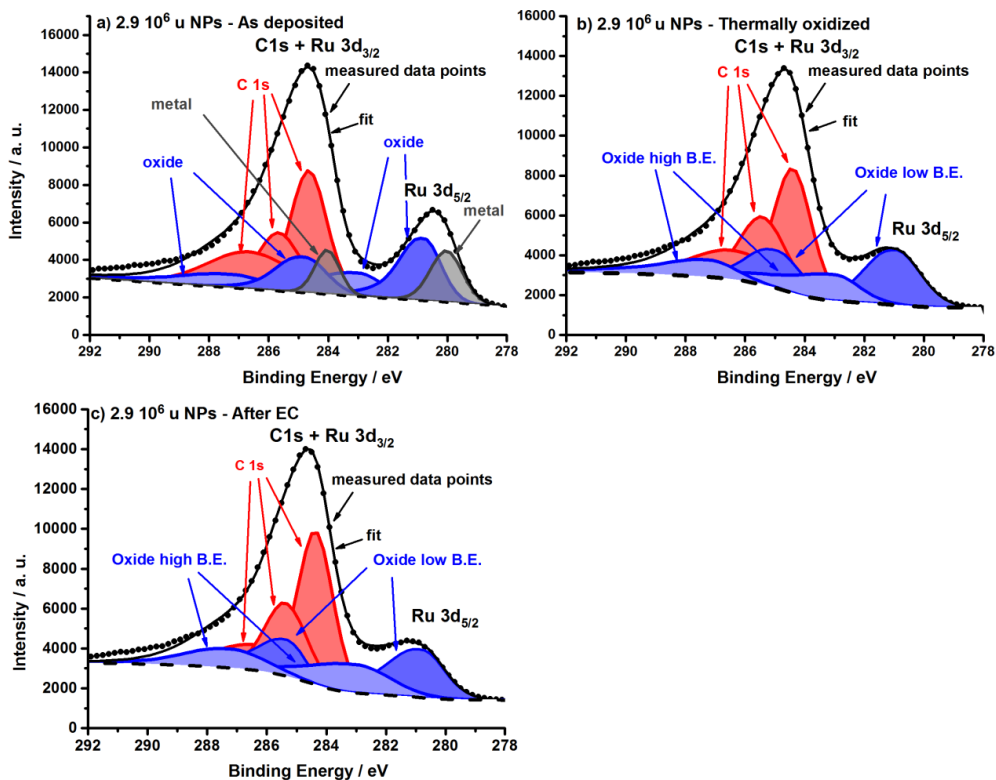 a) 2.9 10⁶ u NPs - As deposited
C1s + Ru 3d₃/₂
measured data points
C 1s
metal
fit
oxide
oxide
Ru 3d₅/₂
metal
oxide
16000
14000
12000
10000
8000
6000
4000
2000
0
Intensity / a. u.
292 290 288 286 284 282 280 278
Binding Energy / eV
b) 2.9 10⁶ u NPs - Thermally oxidized
C1s + Ru 3d₃/₂
measured data points
C 1s
fit
Oxide high B.E.
Oxide low B.E.
Ru 3d₅/₂
16000
14000
12000
10000
8000
6000
4000
2000
0
Intensity / a. u.
292 290 288 286 284 282 280 278
Binding Energy / eV
c) 2.9 10⁶ u NPs - After EC
C1s + Ru 3d₃/₂
C 1s
measured data points
fit
Oxide high B.E.
Oxide low B.E.
Ru 3d₅/₂
16000
14000
12000
10000
8000
6000
4000
2000
0
Intensity / a. u.
292 290 288 286 284 282 280 278
Binding Energy / eV